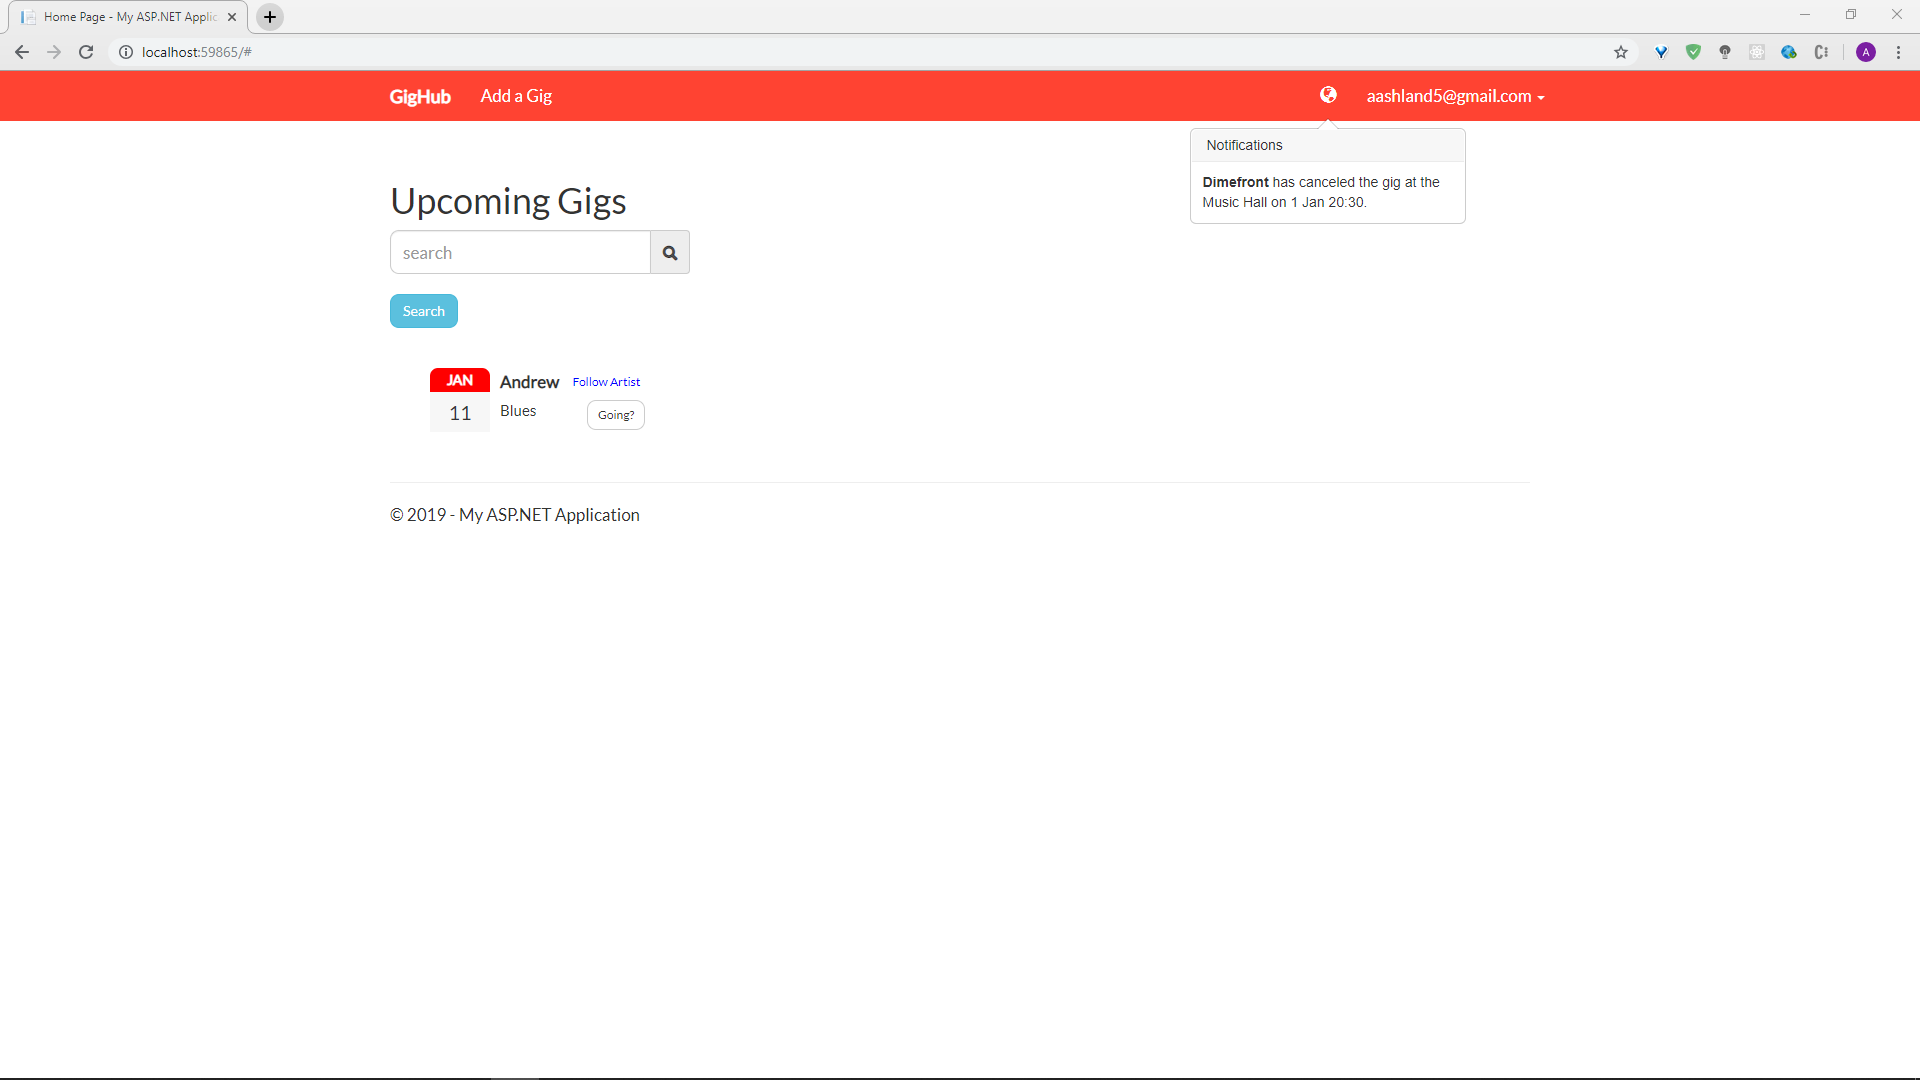 Home Page - My ASP.NET Applic
localhost:59865/#
A
GigHub Add a Gig aashland5@gmail.com
Notifications
Dimefront has canceled the gig at the
Music Hall on 1 Jan 20:30.
Upcoming Gigs
search
Search
JAN
11
Andrew Follow Artist
Blues Going?
© 2019 - My ASP.NET Application